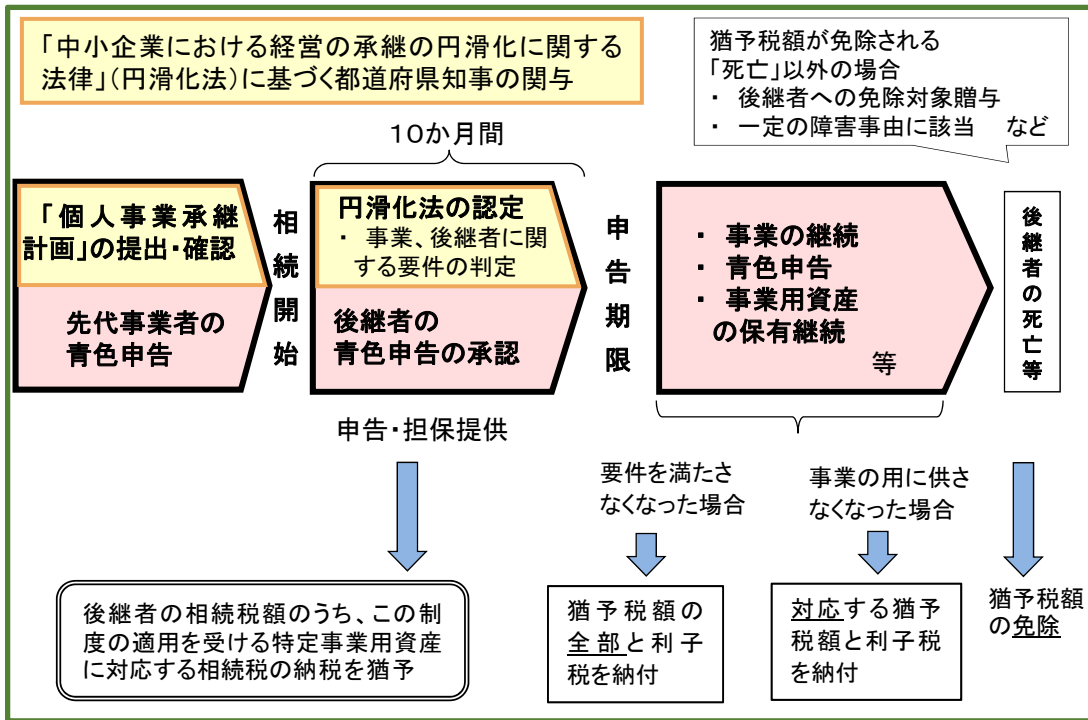 「中小企業における経営の承継の円滑化に関する
法律」(円滑化法)に基づく都道府県知事の関与
猶予税額が免除される
「死亡」以外の場合
・ 後継者への免除対象贈与
・ 一定の障害事由に該当 など
10か月間
「個人事業承継
計画」の提出・確認
先代事業者の
青色申告
相続開始
円滑化法の認定
・ 事業、後継者に関
する要件の判定
後継者の
青色申告の承認
申告期限
・ 事業の継続
・ 青色申告
・ 事業用資産
の保有継続
等
後継者の死亡等
申告・担保提供
要件を満たさ
なくなった場合
事業の用に供さ
なくなった場合
後継者の相続税額のうち、この制
度の適用を受ける特定事業用資産
に対応する相続税の納税を猶予
猶予税額の
全部と利子
税を納付
対応する猶予
税額と利子税
を納付
猶予税額
の免除